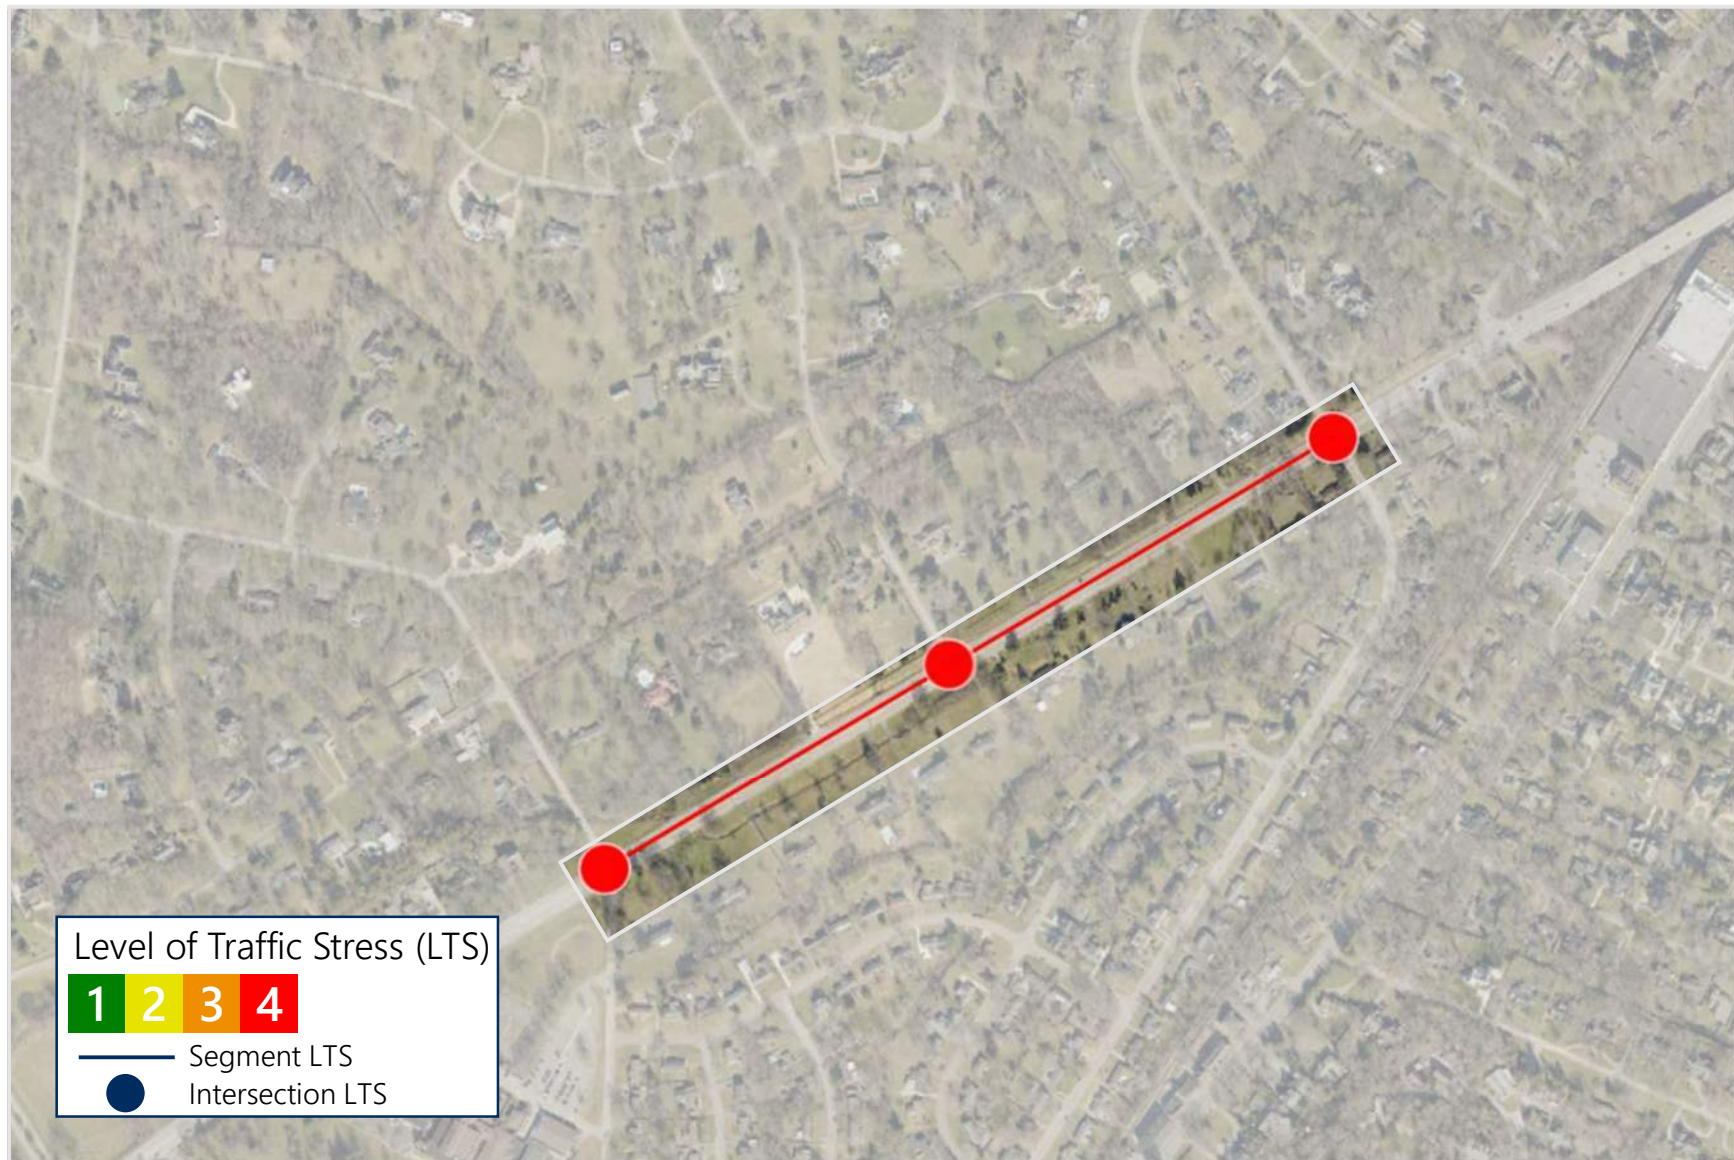 Level of Traffic Stress (LTS)
1 2 3 4
Segment LTS
Intersection LTS